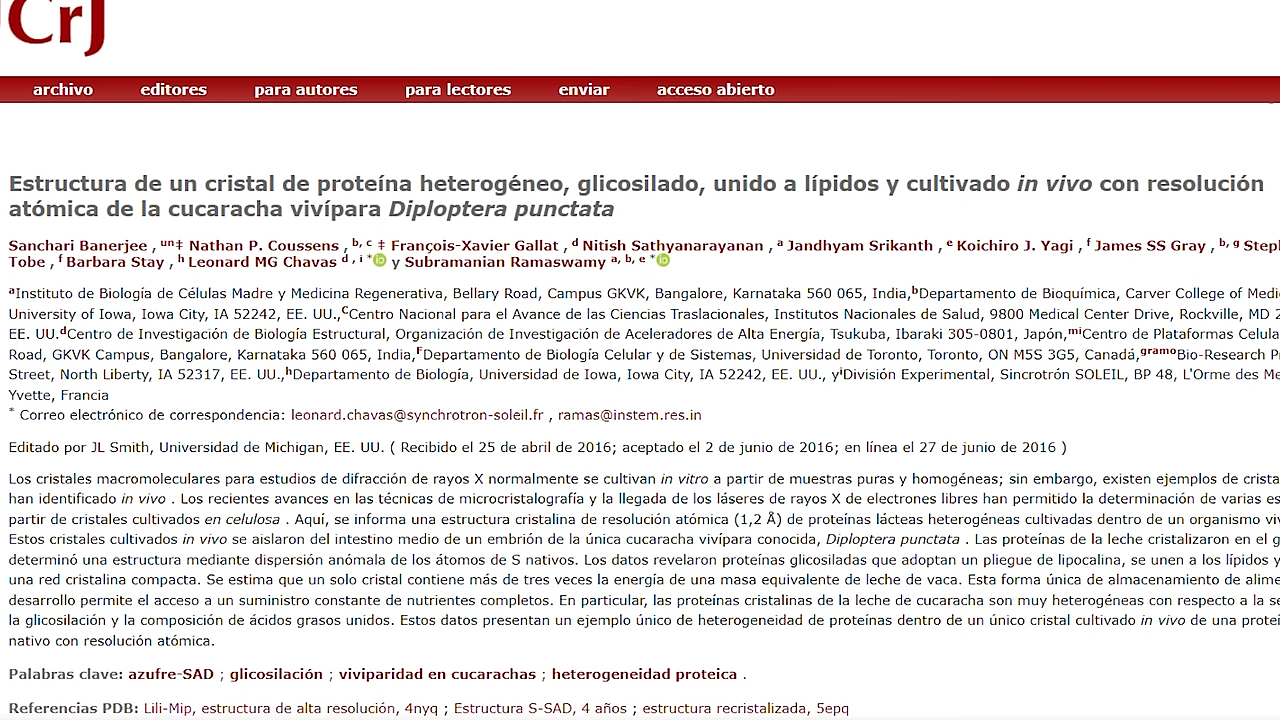 CrJ
archivo editores para autores para lectores enviar acceso abierto
Estructura de un cristal de proteína heterogéneo, glicosilado, unido a lípidos y cultivado in vivo con resolución
atómica de la cucaracha vivípara Diploptera punctata
Sanchari Banerjee , un‡ Nathan P. Coussens , b, c ‡ François-Xavier Gallat , d Nitish Sathyanarayanan , a Jandhyam Srikanth , e Koichiro J. Yagi , f James SS Gray , b, g Steph
Tobe , f Barbara Stay , h Leonard MG Chavas d , i * y Subramanian Ramaswamy a, b, e *
aInstituto de Biología de Células Madre y Medicina Regenerativa, Bellary Road, Campus GKVK, Bangalore, Karnataka 560 065, India,bDepartamento de Bioquímica, Carver College of Medi
University of Iowa, Iowa City, IA 52242, EE. UU.,CCentro Nacional para el Avance de las Ciencias Traslacionales, Institutos Nacionales de Salud, 9800 Medical Center Drive, Rockville, MD 2
EE. UU.dCentro de Investigación de Biología Estructural, Organización de Investigación de Aceleradores de Alta Energía, Tsukuba, Ibaraki 305-0801, Japón,miCentro de Plataformas Celula
Road, GKVK Campus, Bangalore, Karnataka 560 065, India,FDepartamento de Biología Celular y de Sistemas, Universidad de Toronto, Toronto, ON M5S 3G5, Canadá,gramoBio-Research Pr
Street, North Liberty, IA 52317, EE. UU.,hDepartamento de Biología, Universidad de Iowa, Iowa City, IA 52242, EE. UU., yiDivisión Experimental, Sincrotrón SOLEIL, BP 48, L'Orme des Me
Yvette, Francia
* Correo electrónico de correspondencia: leonard.chavas@synchrotron-soleil.fr , ramas@instem.res.in
Editado por JL Smith, Universidad de Michigan, EE. UU. ( Recibido el 25 de abril de 2016; aceptado el 2 de junio de 2016; en línea el 27 de junio de 2016 )
Los cristales macromoleculares para estudios de difracción de rayos X normalmente se cultivan in vitro a partir de muestras puras y homogéneas; sin embargo, existen ejemplos de crista
han identificado in vivo . Los recientes avances en las técnicas de microcristalografía y la llegada de los láseres de rayos X de electrones libres han permitido la determinación de varias es
partir de cristales cultivados en celulosa . Aquí, se informa una estructura cristalina de resolución atómica (1,2 Å) de proteínas lácteas heterogéneas cultivadas dentro de un organismo viv
Estos cristales cultivados in vivo se aislaron del intestino medio de un embrión de la única cucaracha vivípara conocida, Diploptera punctata . Las proteínas de la leche cristalizaron en el g
determinó una estructura mediante dispersión anómala de los átomos de S nativos. Los datos revelaron proteínas glicosiladas que adoptan un pliegue de lipocalina, se unen a los lípidos y
una red cristalina compacta. Se estima que un solo cristal contiene más de tres veces la energía de una masa equivalente de leche de vaca. Esta forma única de almacenamiento de alime
desarrollo permite el acceso a un suministro constante de nutrientes completos. En particular, las proteínas cristalinas de la leche de cucaracha son muy heterogéneas con respecto a la se
la glicosilación y la composición de ácidos grasos unidos. Estos datos presentan un ejemplo único de heterogeneidad de proteínas dentro de un único cristal cultivado in vivo de una protei
nativo con resolución atómica.
Palabras clave: azufre-SAD ; glicosilación ; viviparidad en cucarachas ; heterogeneidad proteica .
Referencias PDB: Lili-Mip, estructura de alta resolución, 4nyq ; Estructura S-SAD, 4 años ; estructura recristalizada, 5epq